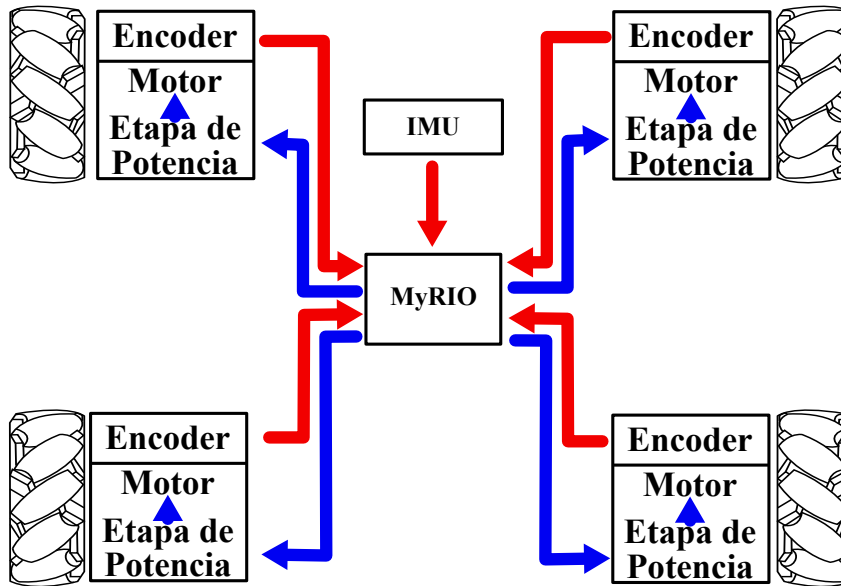 Encoder
Motor
Etapa de
Potencia
IMU
Encoder
Motor
Etapa de
Potencia
MyRIO
Encoder
Motor
Etapa de
Potencia
Encoder
Motor
Etapa de
Potencia